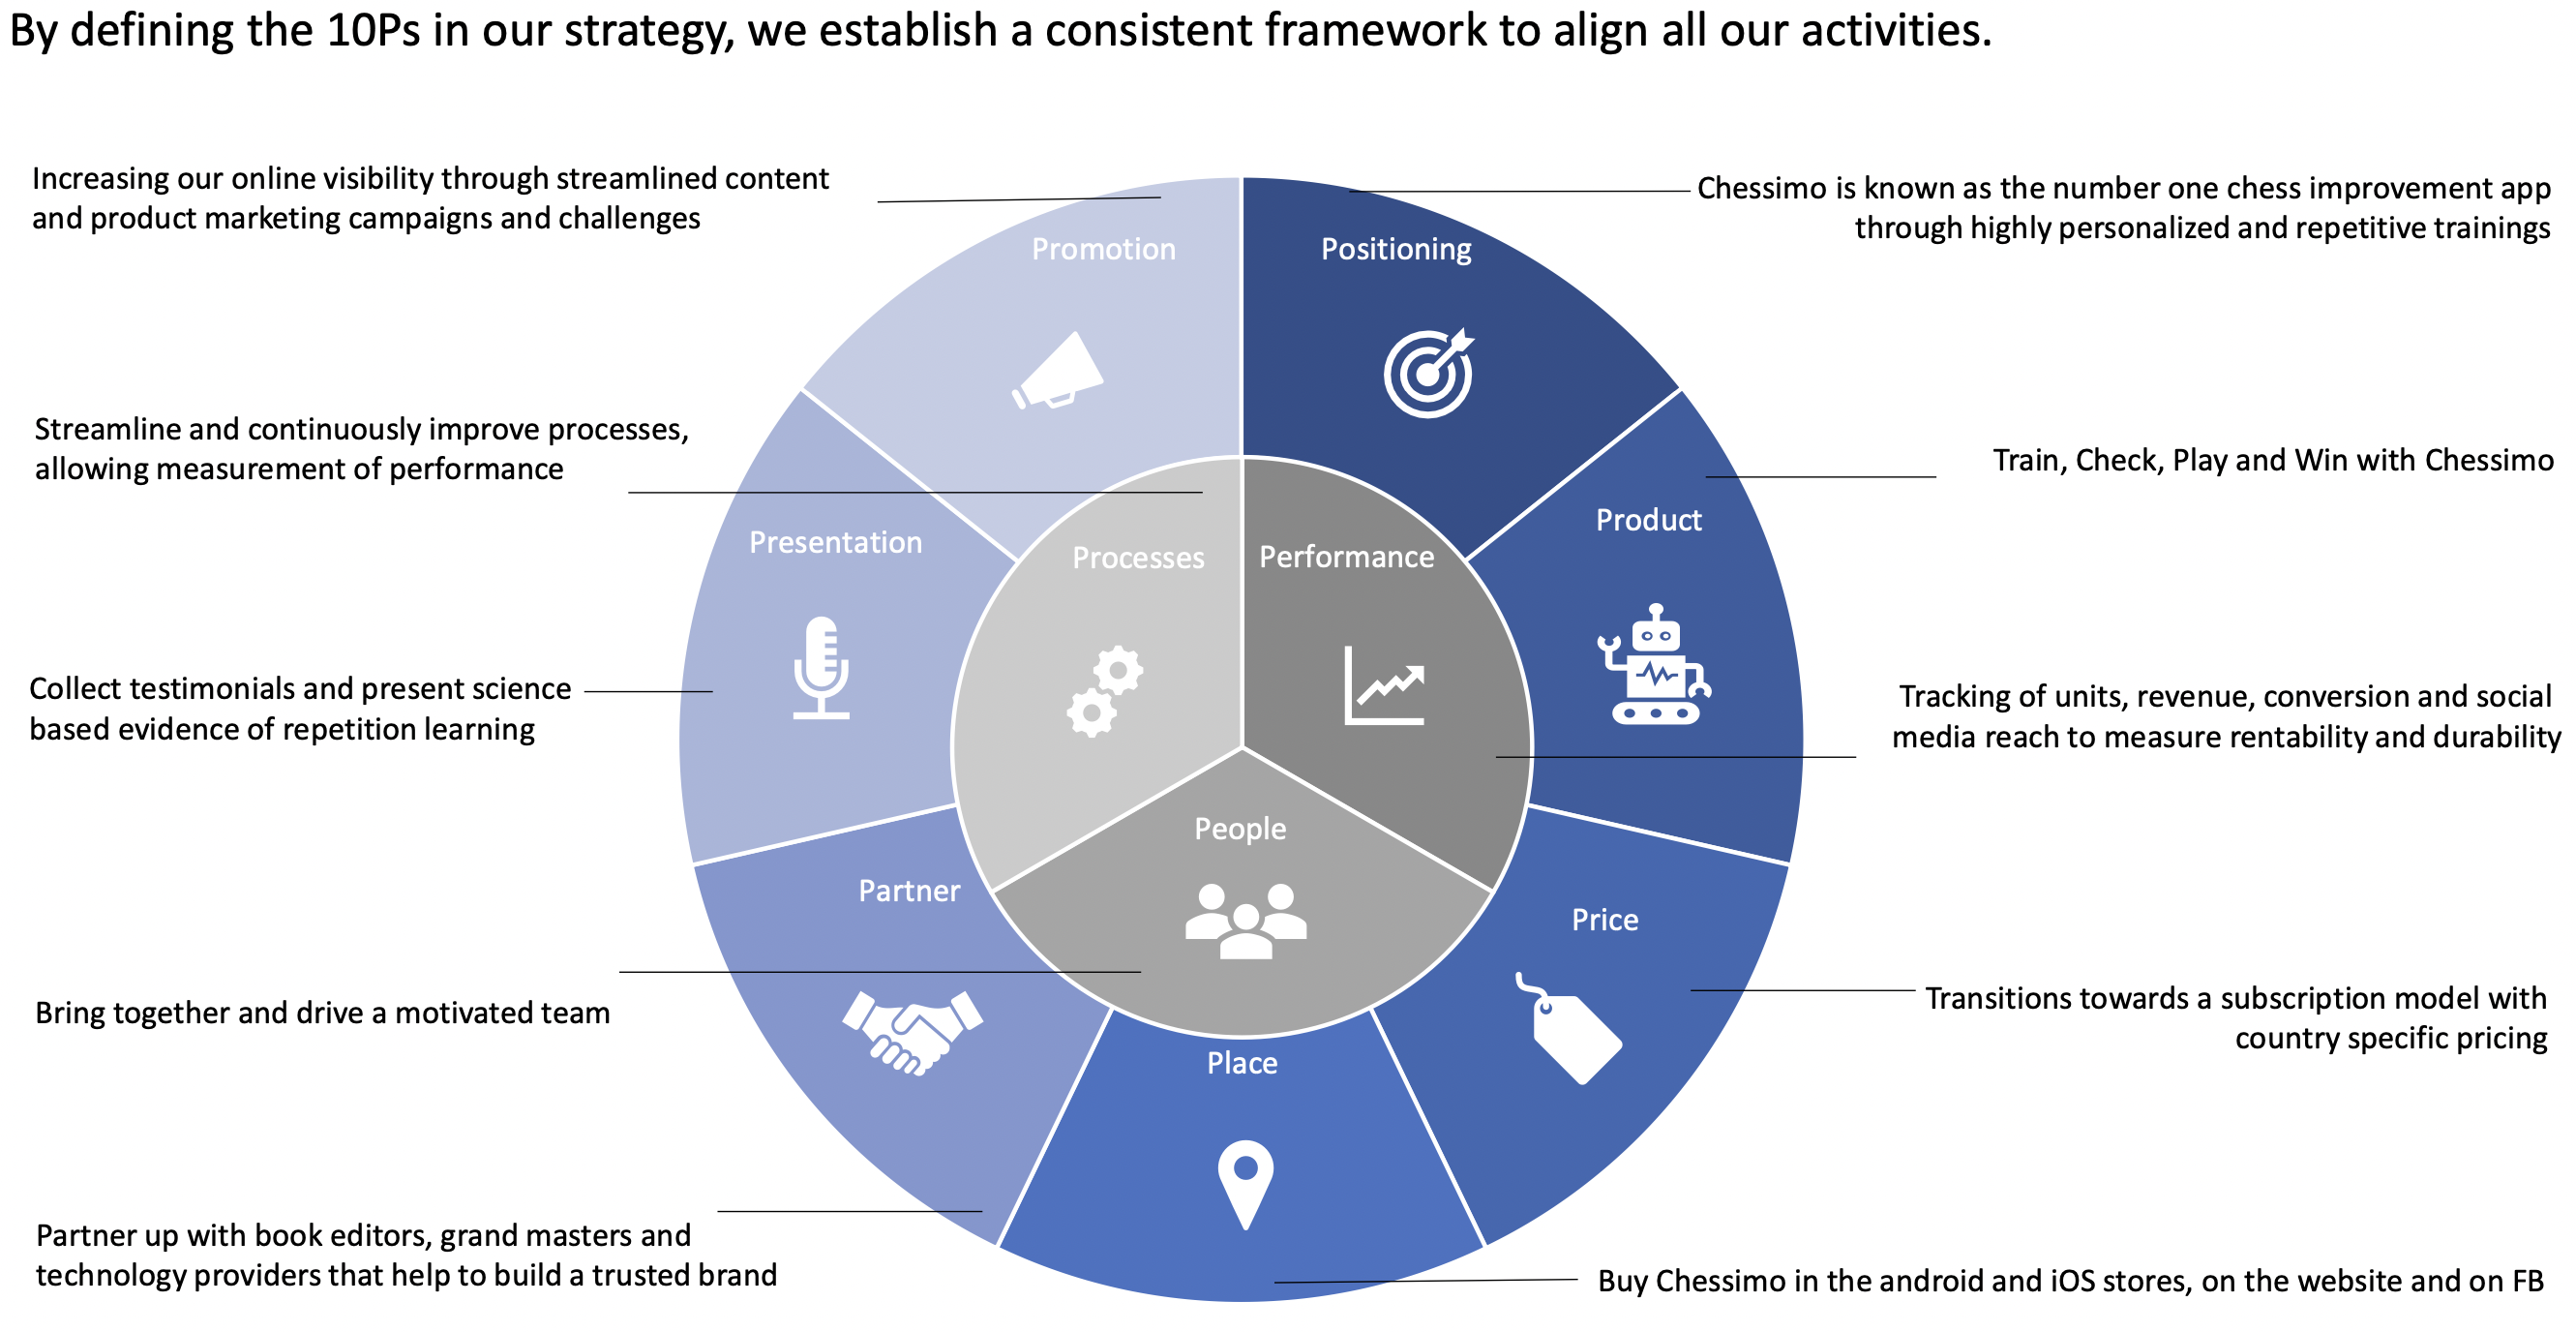 By defining the 10Ps in our strategy, we establish a consistent framework to align all our activities.
Increasing our online visibility through streamlined content
and product marketing campaigns and challenges
Chessimo is known as the number one chess improvement app
through highly personalized and repetitive trainings
Promotion
Positioning
Streamline and continuously improve processes,
allowing measurement of performance
Train, Check, Play and Win with Chessimo
Product
Presentation
Processes
Performance
Collect testimonials and present science
based evidence of repetition learning
Tracking of units, revenue, conversion and social
media reach to measure rentability and durability
People
Partner
Price
Bring together and drive a motivated team
Transitions towards a subscription model with
country specific pricing
Place
Partner up with book editors, grand masters and
technology providers that help to build a trusted brand
Buy Chessimo in the android and iOS stores, on the website and on FB